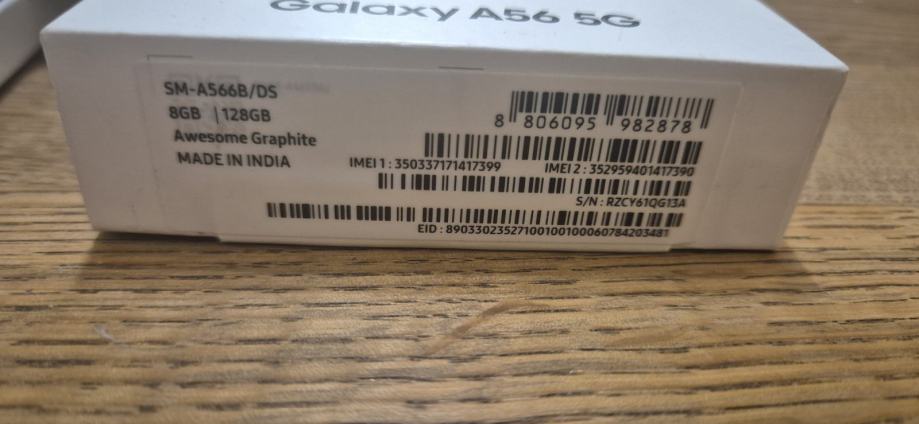 Galaxy A56 5G
SM-A566B/DS
8GB | 128GB
Awesome Graphite
MADE IN INDIA
8 806095 982878
IMEI 1 : 350337171417399
IMEI 2 : 352959401417390
S/N : RZCY61QG13A
EID : 89033023527100100100060784203481